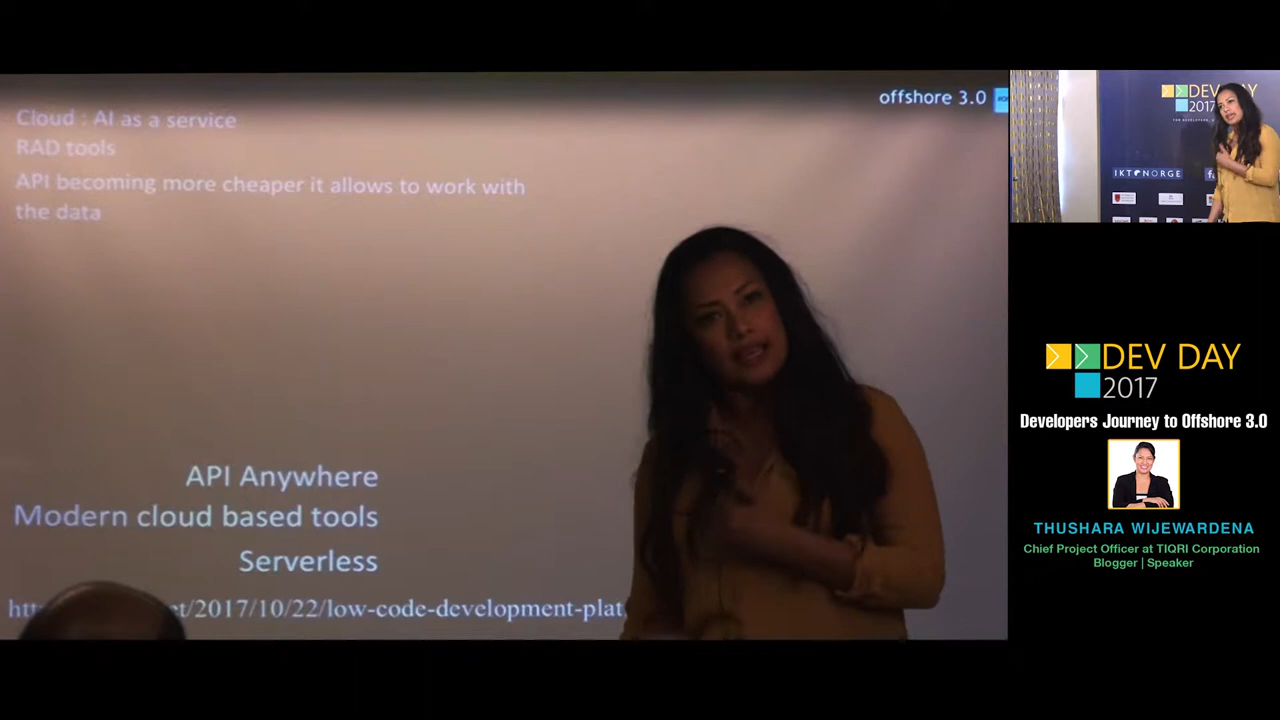 offshore 3.0
Cloud : AI as a service
RAD tools
API becoming more cheaper it allows to work with
the data
API Anywhere
Modern cloud based tools
Serverless
/2017/10/22/low-code-development-plat
DEV DAY
2017
IKT NORGE
DEV DAY
2017
Developers Journey to Offshore 3.0
THUSHARA WIJEWARDENA
Chief Project Officer at TIQRI Corporation
Blogger | Speaker